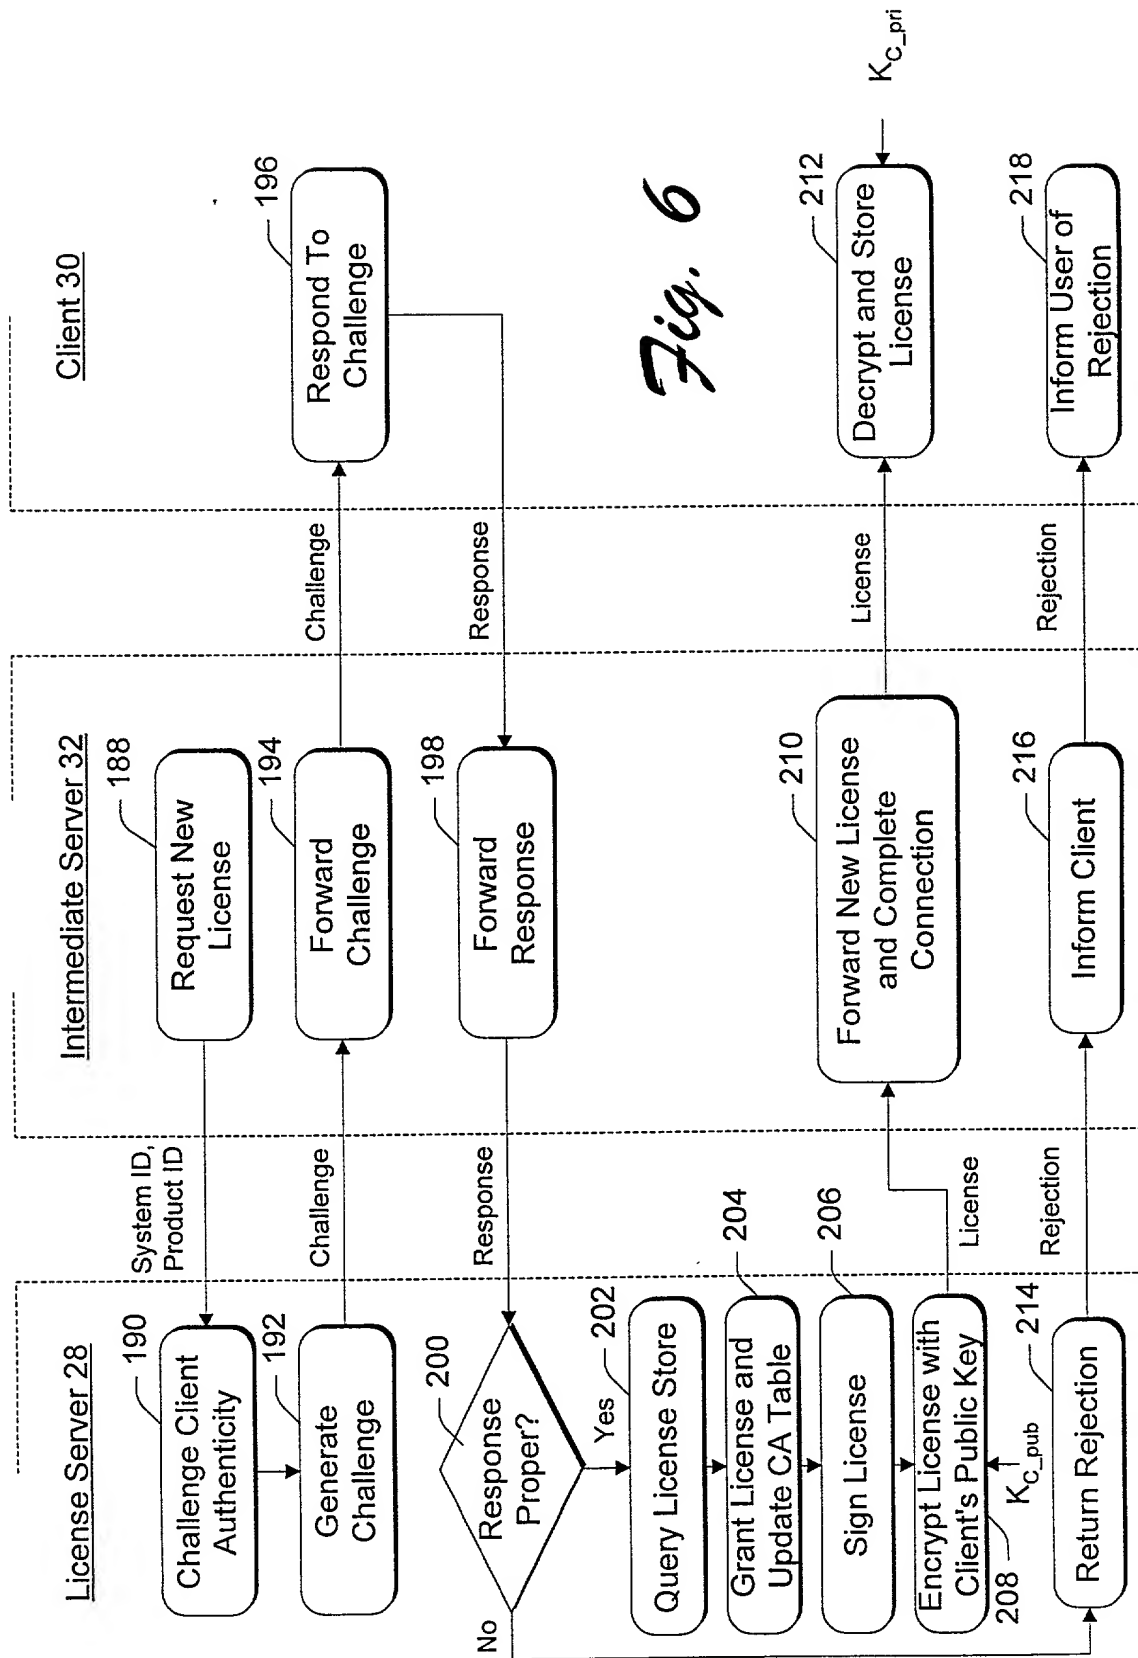 License Server 28
Intermediate Server 32
Client 30
190
Challenge Client
Authenticity
System ID,
Product ID
188
Request New
License
192
Generate
Challenge
Challenge
194
Forward
Challenge
Challenge
196
Respond To
Challenge
200
Response
Proper?
Response
198
Forward
Response
Response
No
Yes
202
Query License Store
204
Grant License and
Update CA Table
206
Sign License
Encrypt License with
Client's Public Key
208
KC_pub
License
210
Forward New License
and Complete
Connection
License
212
Decrypt and Store
License
KC_pri
214
Return Rejection
Rejection
216
Inform Client
Rejection
218
Inform User of
Rejection
Fig. 6